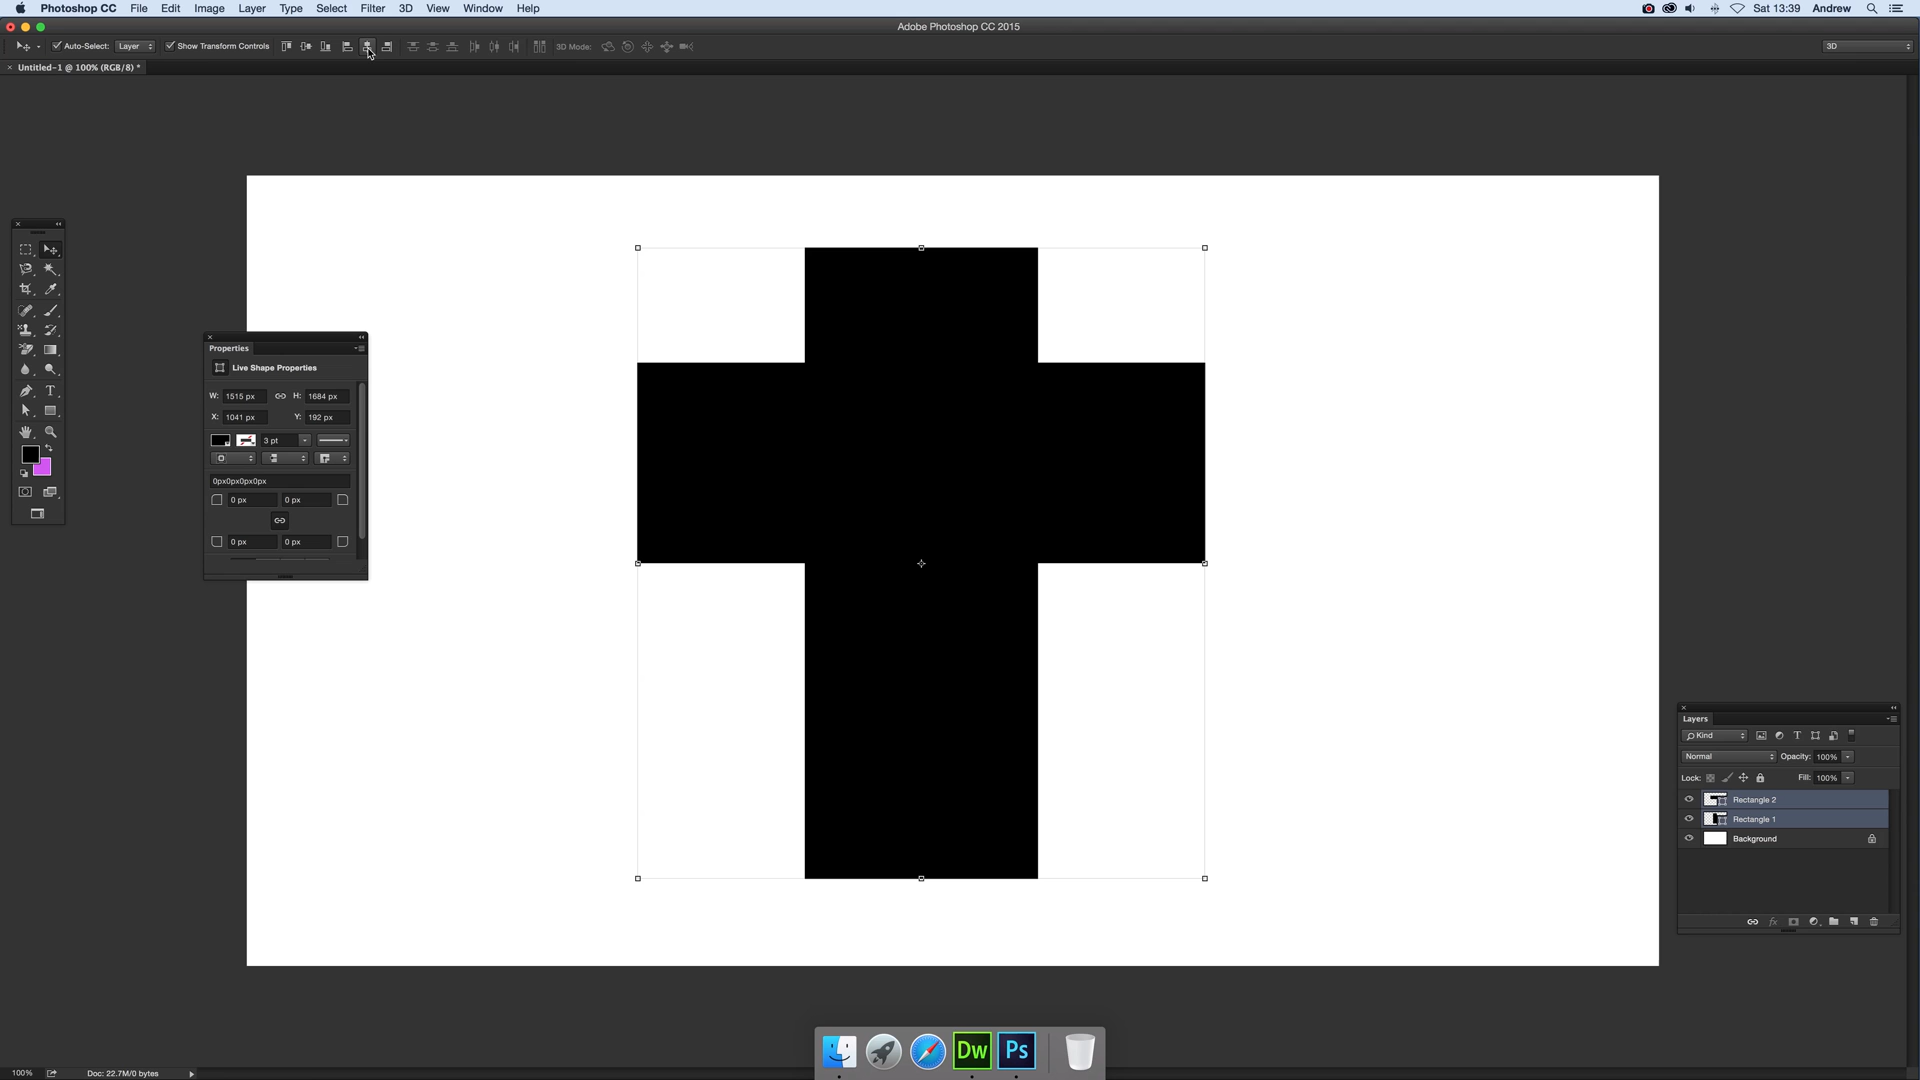 Photoshop CC File Edit Image Layer Type Select Filter 3D View Window Help Sat 13:39 Andrew
Adobe Photoshop CC 2015
Auto-Select: Layer Show Transform Controls 3D Mode: 3D
Untitled-1 @ 100% (RGB/8) *
Properties
Live Shape Properties
W: 1515 px H: 1684 px
X: 1041 px Y: 192 px
3 pt
0px0px0px0px
0 px 0 px
0 px 0 px
T
Layers
Kind T
Normal Opacity: 100%
Lock: Fill: 100%
Rectangle 2
Rectangle 1
Background
fx
Dw Ps
100% Doc: 22.7M/0 bytes